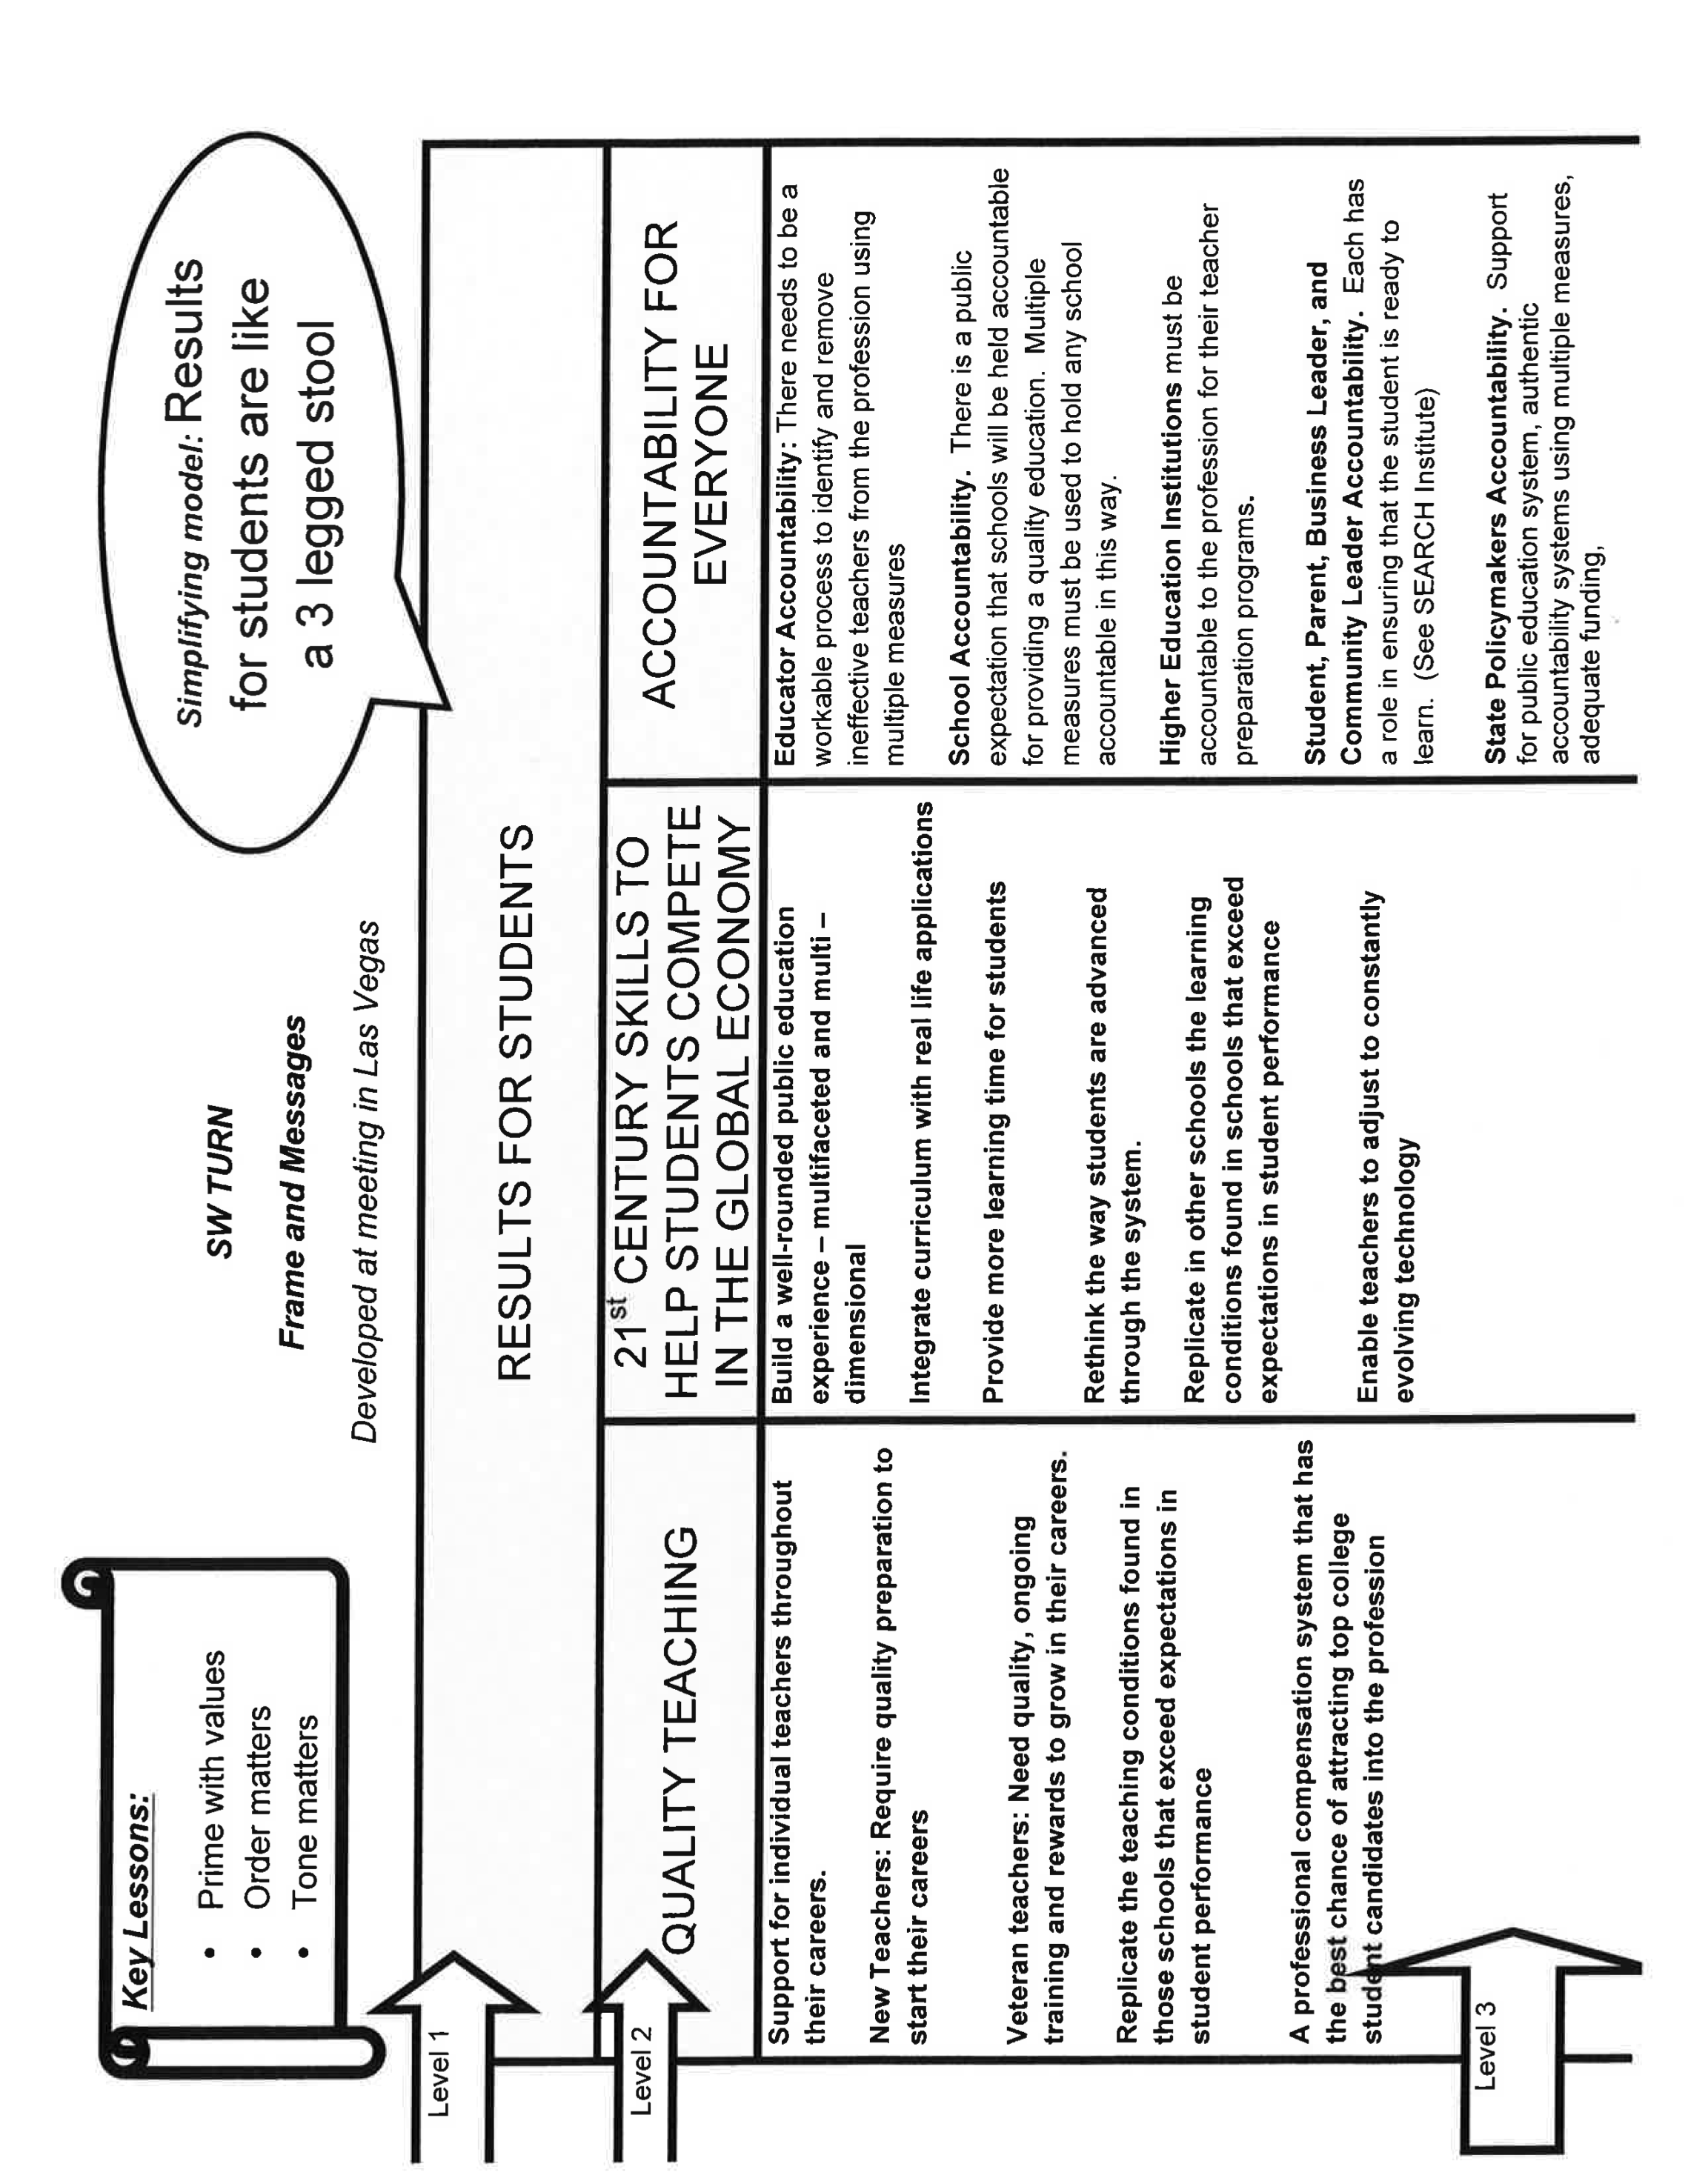 Key Lessons:
• Prime with values
• Order matters
• Tone matters
SW TURN
Frame and Messages
Developed at meeting in Las Vegas
Simplifying model: Results
for students are like
a 3 legged stool
Level 1
RESULTS FOR STUDENTS
Level 2
QUALITY TEACHING
21st CENTURY SKILLS TO
HELP STUDENTS COMPETE
IN THE GLOBAL ECONOMY
ACCOUNTABILITY FOR
EVERYONE
Support for individual teachers throughout
their careers.
New Teachers: Require quality preparation to
start their careers
Veteran teachers: Need quality, ongoing
training and rewards to grow in their careers.
Replicate the teaching conditions found in
those schools that exceed expectations in
student performance
A professional compensation system that has
the best chance of attracting top college
student candidates into the profession
Level 3
Build a well-rounded public education
experience – multifaceted and multi –
dimensional
Integrate curriculum with real life applications
Provide more learning time for students
Rethink the way students are advanced
through the system.
Replicate in other schools the learning
conditions found in schools that exceed
expectations in student performance
Enable teachers to adjust to constantly
evolving technology
Educator Accountability: There needs to be a
workable process to identify and remove
ineffective teachers from the profession using
multiple measures
School Accountability. There is a public
expectation that schools will be held accountable
for providing a quality education. Multiple
measures must be used to hold any school
accountable in this way.
Higher Education Institutions must be
accountable to the profession for their teacher
preparation programs.
Student, Parent, Business Leader, and
Community Leader Accountability. Each has
a role in ensuring that the student is ready to
learn. (See SEARCH Institute)
State Policymakers Accountability. Support
for public education system, authentic
accountability systems using multiple measures,
adequate funding,